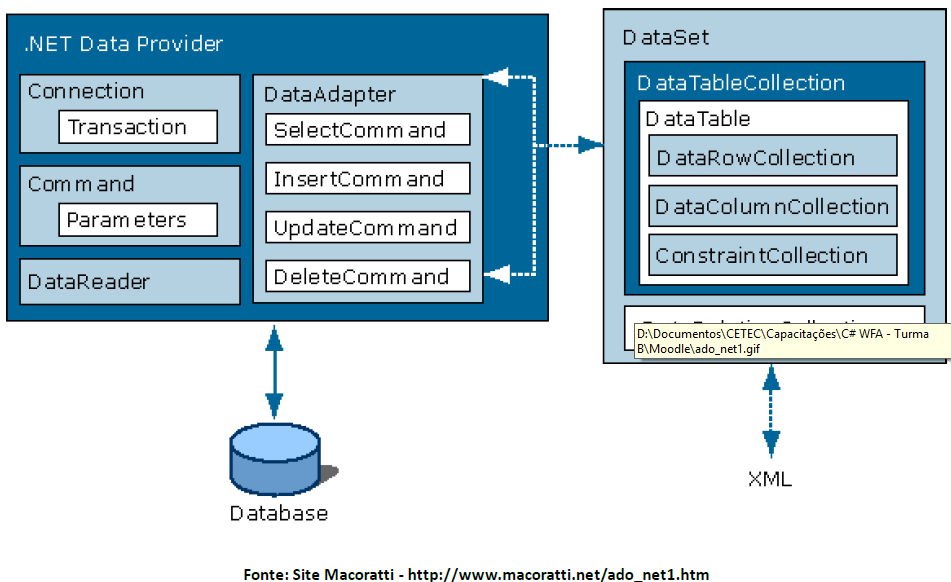 .NET Data Provider
Connection
Transaction
Command
Parameters
DataReader
DataAdapter
SelectCommand
InsertCommand
UpdateCommand
DeleteCommand
DataSet
DataTableCollection
DataTable
DataRowCollection
DataColumnCollection
ConstraintCollection
D:\Documentos\CETEC\Capacitações\C# WFA - Turma
B\Moodle\ado_net1.gif
Database
XML
Fonte: Site Macoratti - http://www.macoratti.net/ado_net1.htm